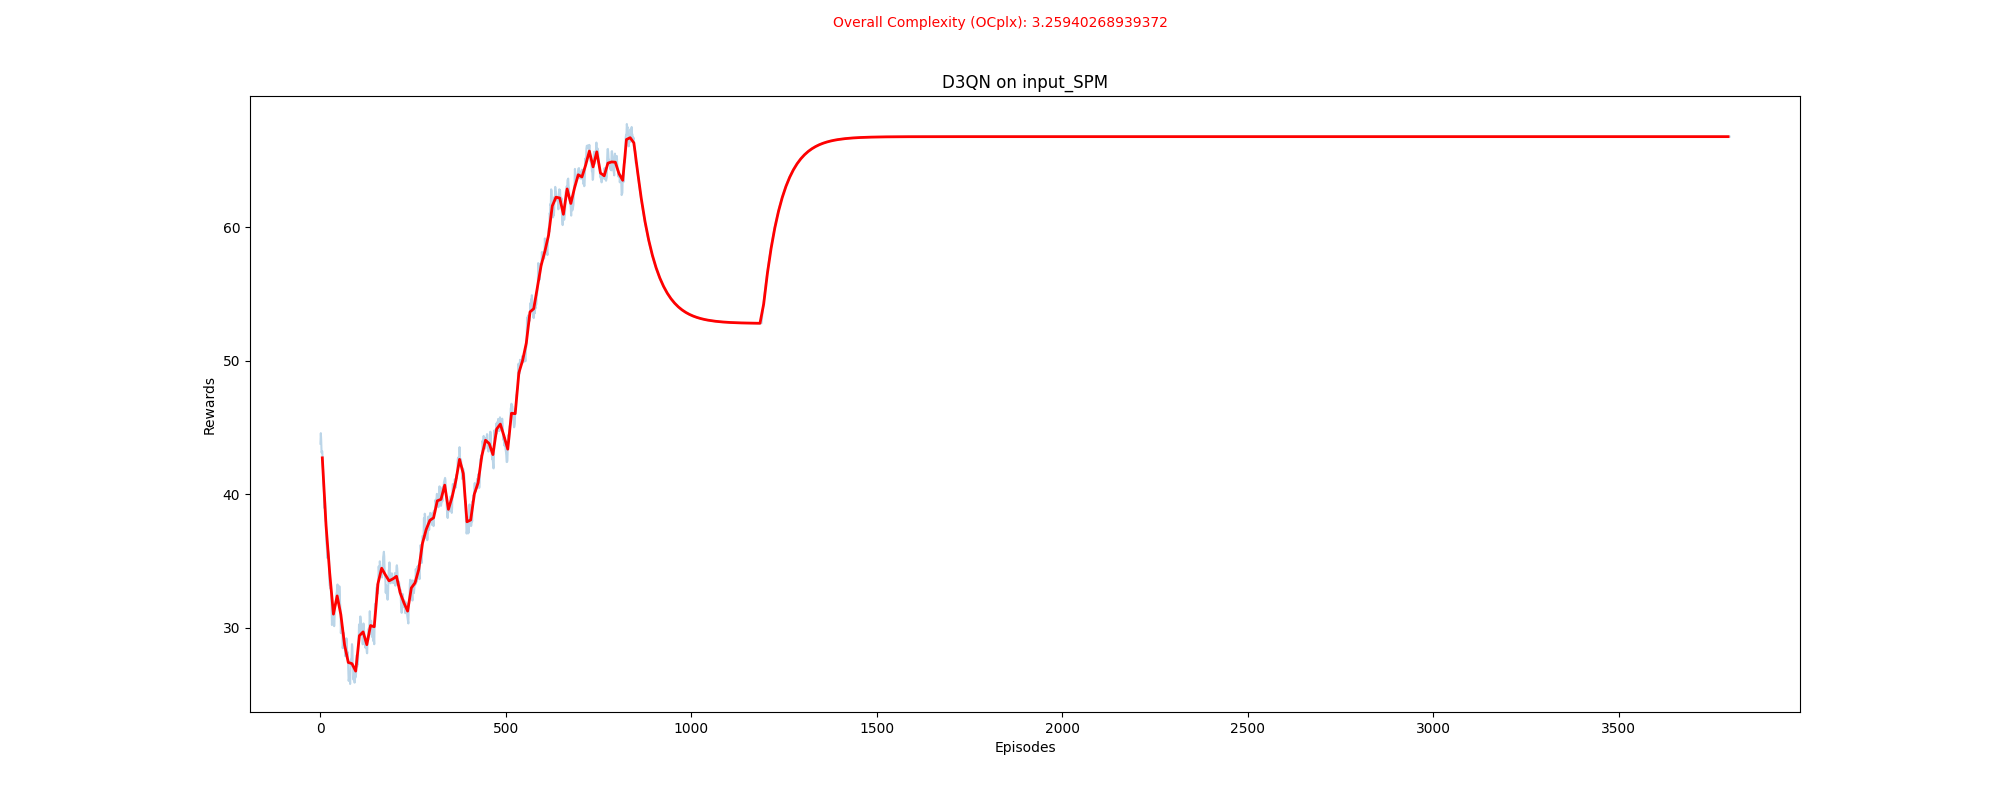 Overall Complexity (OCplx): 3.25940268939372
D3QN on input_SPM
Rewards
60
50
40
30
0 500 1000 1500 2000 2500 3000 3500
Episodes